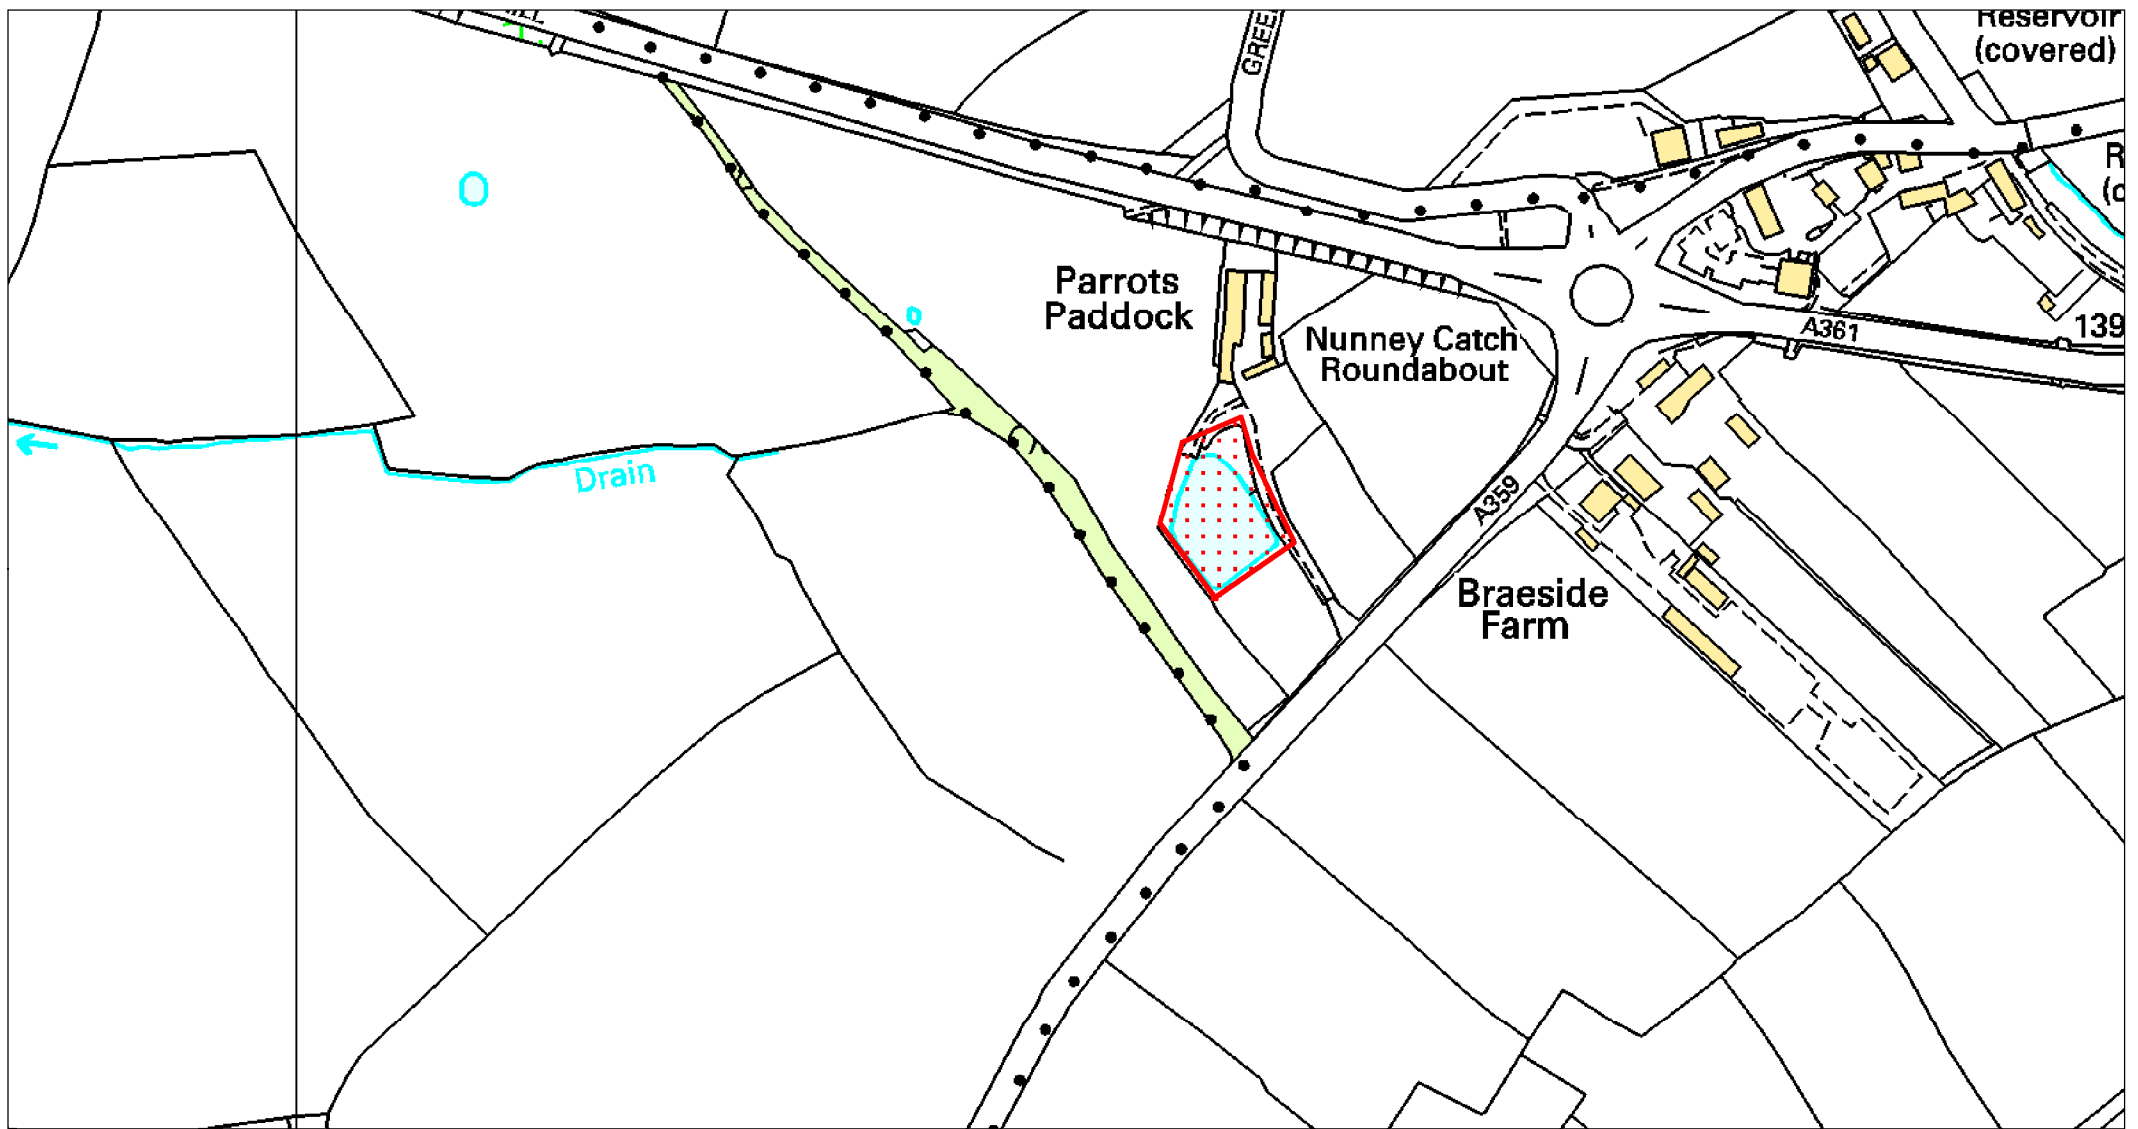 Reservoir
(covered)
GREE
R
(c
Parrots
Paddock
Nunney Catch
Roundabout
A361
139
Drain
A359
Braeside
Farm